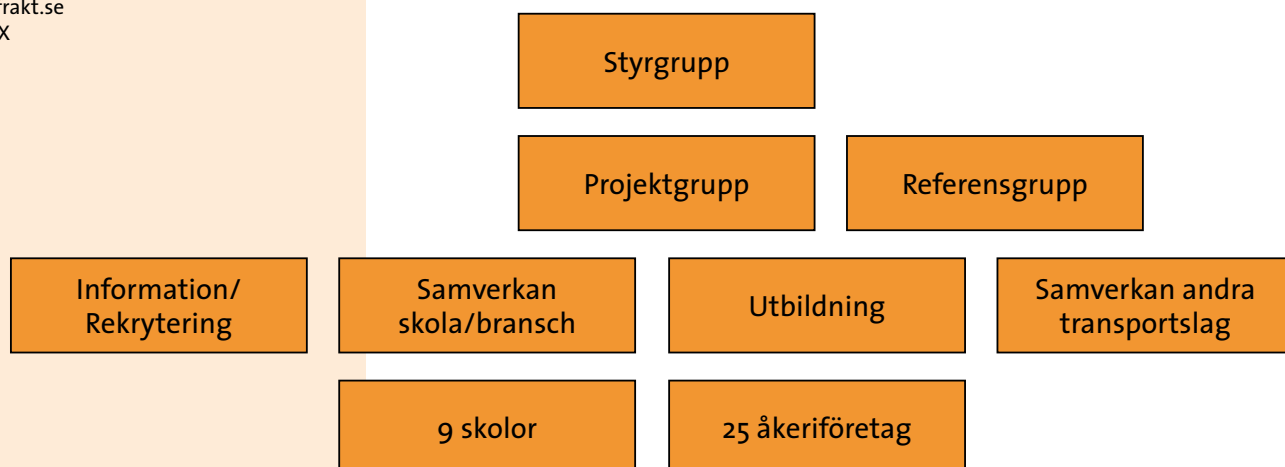 rakt.se
X
Styrgrupp
Projektgrupp
Referensgrupp
Information/
Rekrytering
Samverkan
skola/bransch
Utbildning
Samverkan andra
transportslag
9 skolor
25 åkeriföretag